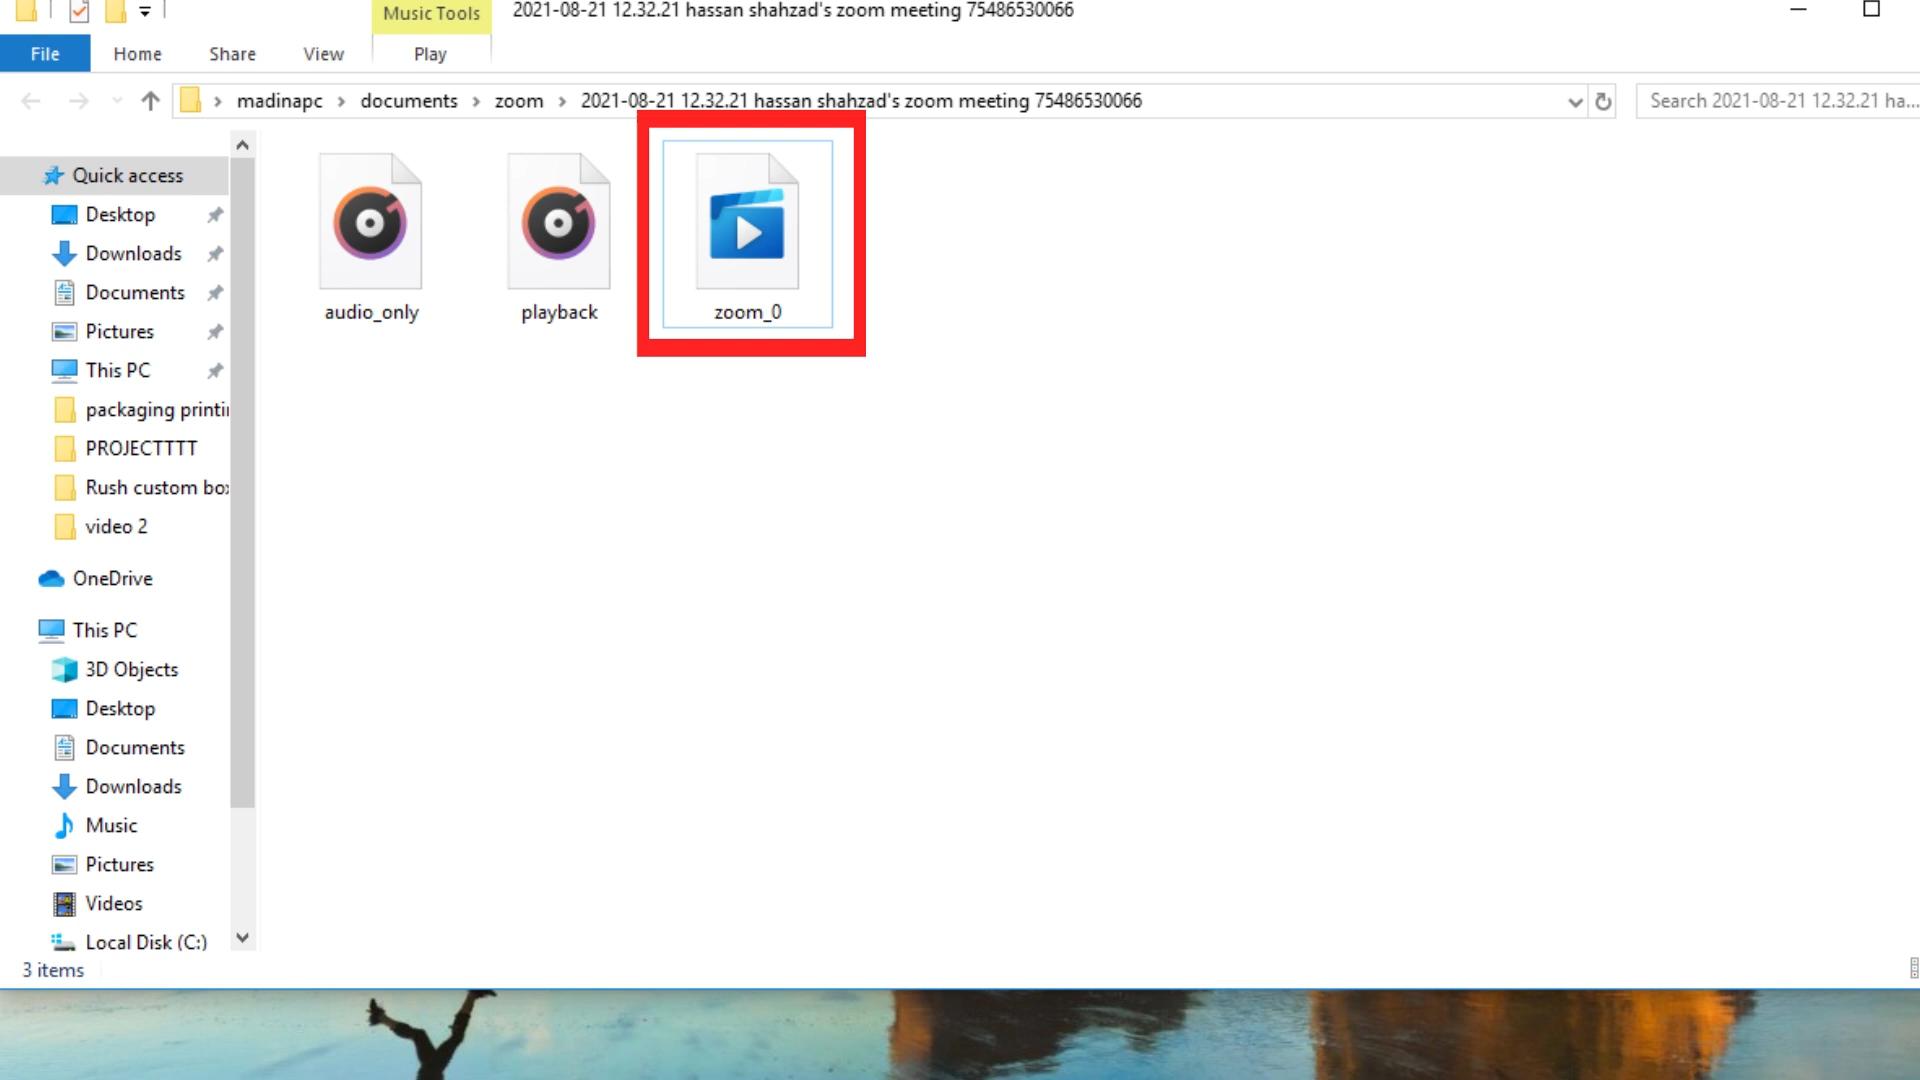 Music Tools
2021-08-21 12.32.21 hassan shahzad's zoom meeting 75486530066
File Home Share View Play
madinapc documents zoom 2021-08-21 12.32.21 hassan shahzad's zoom meeting 75486530066
Search 2021-08-21 12.32.21 ha...
Quick access
Desktop
Downloads
Documents
Pictures
This PC
packaging printi
PROJECTTTT
Rush custom bo
video 2
OneDrive
This PC
3D Objects
Desktop
Documents
Downloads
Music
Pictures
Videos
Local Disk (C:)
audio_only
playback
zoom_0
3 items